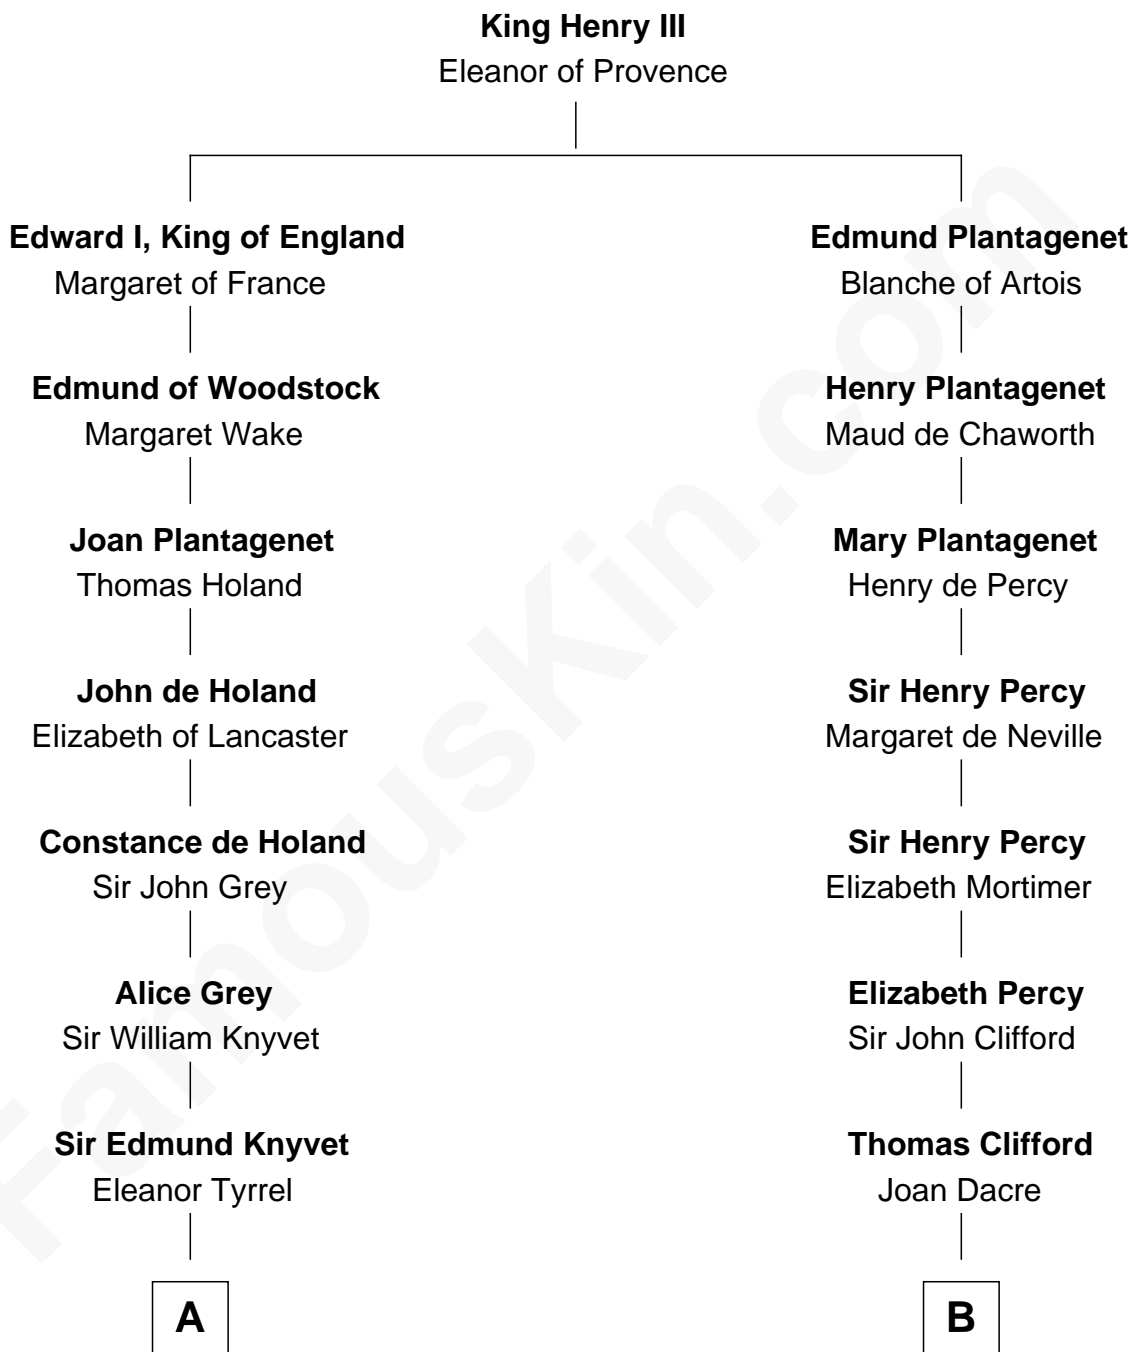 King Henry III
Eleanor of Provence
Edward I, King of England
Margaret of France
Edmund Plantagenet
Blanche of Artois
Edmund of Woodstock
Margaret Wake
Henry Plantagenet
Maud de Chaworth
Joan Plantagenet
Thomas Holand
Mary Plantagenet
Henry de Percy
John de Holand
Elizabeth of Lancaster
Sir Henry Percy
Margaret de Neville
Constance de Holand
Sir John Grey
Sir Henry Percy
Elizabeth Mortimer
Alice Grey
Sir William Knyvet
Elizabeth Percy
Sir John Clifford
Sir Edmund Knyvet
Eleanor Tyrrel
Thomas Clifford
Joan Dacre
A
B
FamousKin.com